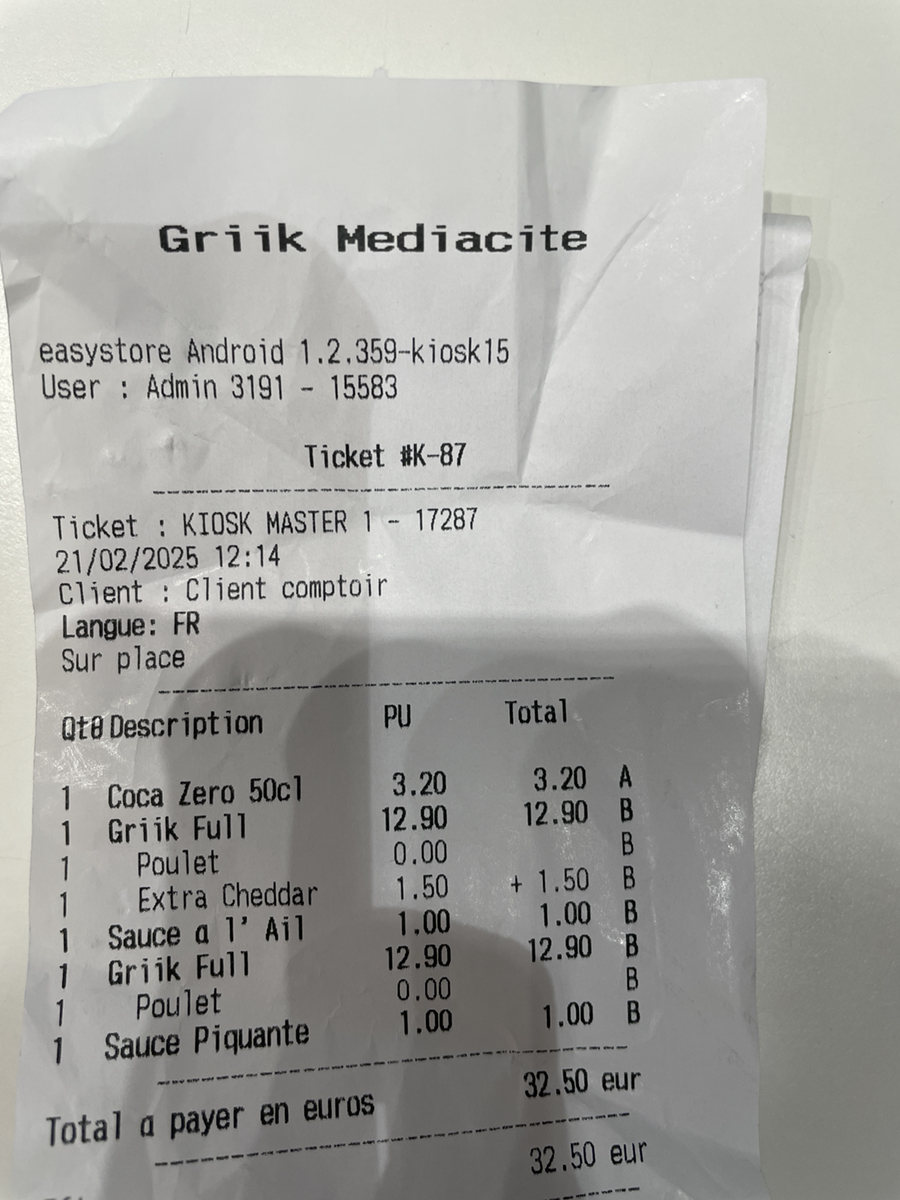 Griik Mediacite
easystore Android 1.2.359-kiosk15
User : Admin 3191 - 15583
Ticket #K-87
Ticket : KIOSK MASTER 1 - 17287
21/02/2025 12:14
Client : Client comptoir
Langue: FR
Sur place
Qt8 Description PU Total
1 Coca Zero 50cl 3.20 3.20 A
1 Griik Full 12.90 12.90 B
1 Poulet 0.00 B
1 Extra Cheddar 1.50 + 1.50 B
1 Sauce a l' Ail 1.00 1.00 B
1 Griik Full 12.90 12.90 B
1 Poulet 0.00 B
1 Sauce Piquante 1.00 1.00 B
Total a payer en euros 32.50 eur
32.50 eur